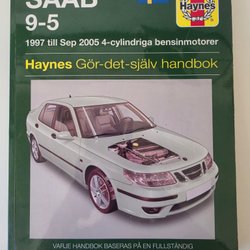 SAAB
Haynes
9-5
1997 till Sep 2005 4-cylindriga bensinmotorer
Haynes Gör-det-själv handbok
VARJE HANDBOK BASERAS PÅ EN FULLSTÄNDIG